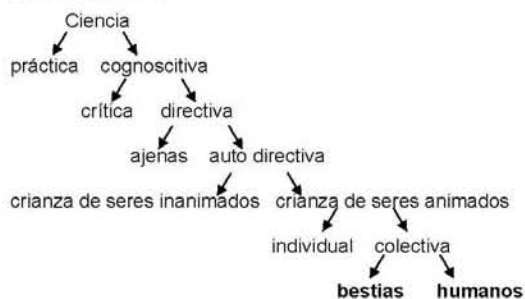 Ciencia
práctica cognoscitiva
crítica directiva
ajenas auto directiva
crianza de seres inanimados crianza de seres animados
individual colectiva
bestias humanos